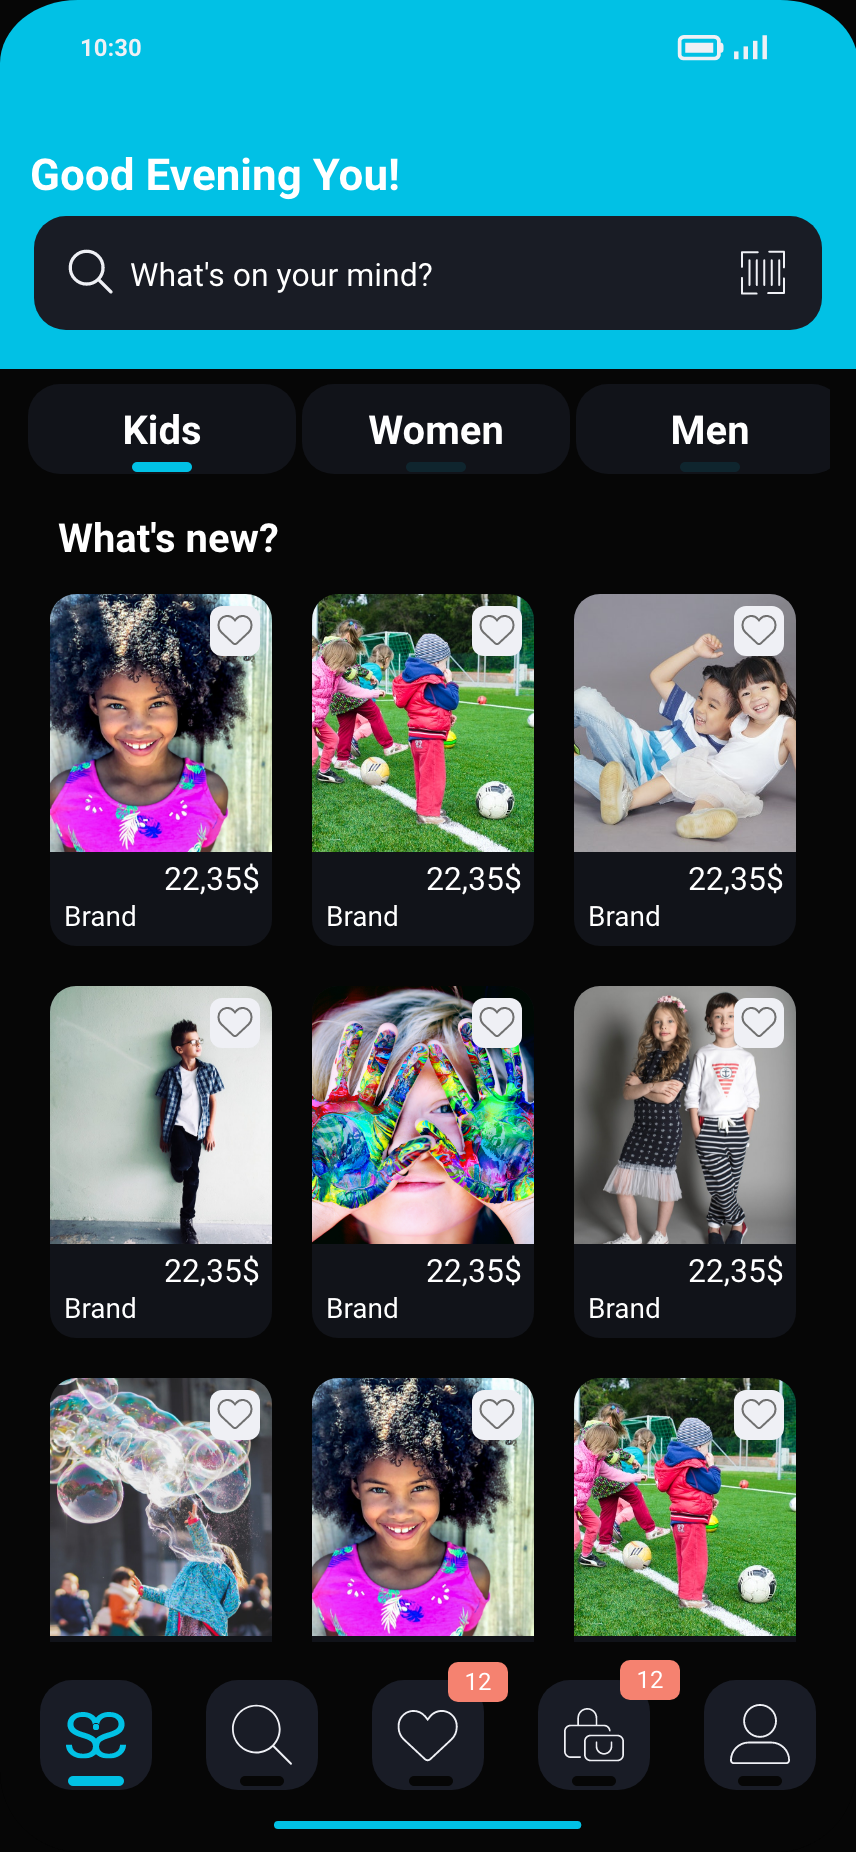 10:30
Good Evening You!
What's on your mind?
Kids
Women
Men
What's new?
22,35$
22,35$
22,35$
Brand
Brand
Brand
22,35$
22,35$
22,35$
Brand
Brand
Brand
12
12